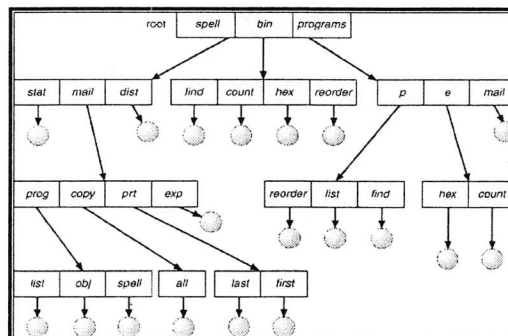 root spell bin programs
stat mail dist find count hex reorder p e mail
prog copy prt exp reorder list find hex count
list obj spell all last first